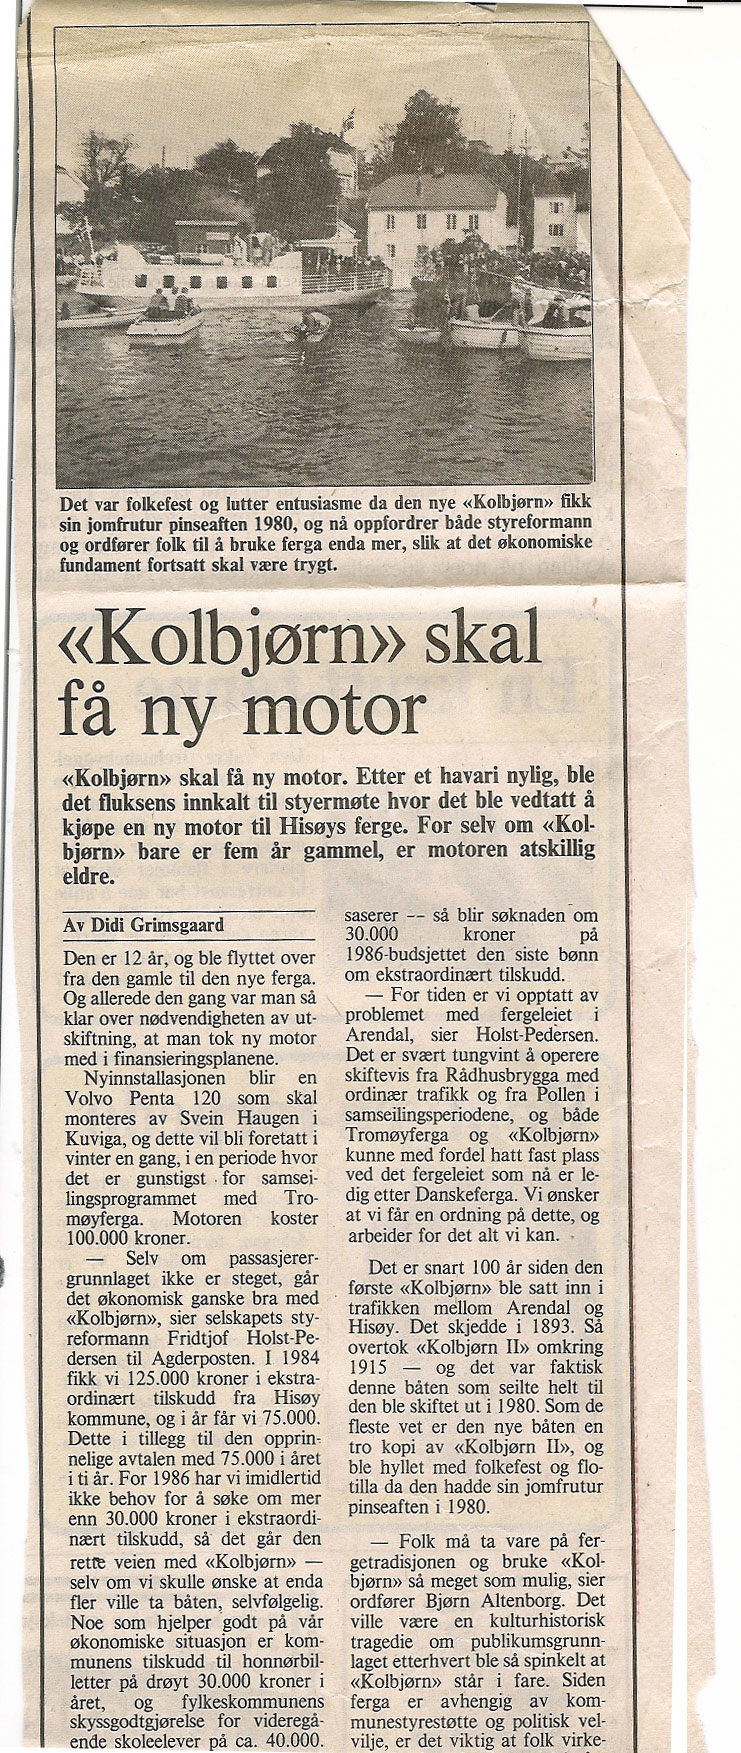 Det var folkefest og lutter entusiasme da den nye «Kolbjørn» fikk
sin jomfrutur pinseaften 1980, og nå oppfordrer både styreformann
og ordfører folk til å bruke ferga enda mer, slik at det økonomiske
fundament fortsatt skal være trygt.
«Kolbjørn» skal
få ny motor
«Kolbjørn» skal få ny motor. Etter et havari nylig, ble
det fluksens innkalt til styermøte hvor det ble vedtatt å
kjøpe en ny motor til Hisøys ferge. For selv om «Kol-
bjørn» bare er fem år gammel, er motoren atskillig
eldre.
Av Didi Grimsgaard
Den er 12 år, og ble flyttet over
fra den gamle til den nye ferga.
Og allerede den gang var man så
klar over nødvendigheten av ut-
skiftning, at man tok ny motor
med i finansieringsplanene.
Nyinnstallasjonen blir en
Volvo Penta 120 som skal
monteres av Svein Haugen i
Kuviga, og dette vil bli foretatt i
vinter en gang, i en periode hvor
det er gunstigst for samsei-
lingsprogrammet med Tro-
møyferga. Motoren koster
100.000 kroner.
— Selv om passasjerer-
grunnlaget ikke er steget, går
det økonomisk ganske bra med
«Kolbjørn», sier selskapets sty-
reformann Fridtjof Holst-Pe-
dersen til Agderposten. I 1984
fikk vi 125.000 kroner i ekstra-
ordinært tilskudd fra Hisøy
kommune, og i år får vi 75.000.
Dette i tillegg til den opprin-
nelige avtalen med 75.000 i året
i ti år. For 1986 har vi imidlertid
ikke behov for å søke om mer
enn 30.000 kroner i ekstraordi-
nært tilskudd, så det går den
rette veien med «Kolbjørn» —
selv om vi skulle ønske at enda
fler ville ta båten, selvfølgelig.
Noe som hjelper godt på vår
økonomiske situasjon er kom-
munens tilskudd til honnørbil-
letter på drøyt 30.000 kroner i
året, og fylkeskommunens
skyssgodtgjørelse for videregå-
ende skoleelever på ca. 40.000.
saserer -- så blir søknaden om
30.000 kroner på
1986-budsjettet den siste bønn
om ekstraordinært tilskudd.
— For tiden er vi opptatt av
problemet med fergeleiet i
Arendal, sier Holst-Pedersen.
Det er svært tungvint å operere
skiftevis fra Rådhusbrygga med
ordinær trafikk og fra Pollen i
samseilingsperiodene, og både
Tromøyferga og «Kolbjørn»
kunne med fordel hatt fast plass
ved det fergeleiet som nå er le-
dig etter Danskeferga. Vi ønsker
at vi får en ordning på dette, og
arbeider for det alt vi kan.
Det er snart 100 år siden den
første «Kolbjørn» ble satt inn i
trafikken mellom Arendal og
Hisøy. Det skjedde i 1893. Så
overtok «Kolbjørn II» omkring
1915 — og det var faktisk
denne båten som seilte helt til
den ble skiftet ut i 1980. Som de
fleste vet er den nye båten en
tro kopi av «Kolbjørn II», og
ble hyllet med folkefest og flo-
tilla da den hadde sin jomfrutur
pinseaften i 1980.
— Folk må ta vare på fer-
getradisjonen og bruke «Kol-
bjørn» så meget som mulig, sier
ordfører Bjørn Altenborg. Det
ville være en kulturhistorisk
tragedie om publikumsgrunn-
laget etterhvert ble så spinkelt at
«Kolbjørn» står i fare. Siden
ferga er avhengig av kom-
munestyrestøtte og politisk vel-
vilje, er det viktig at folk virke-